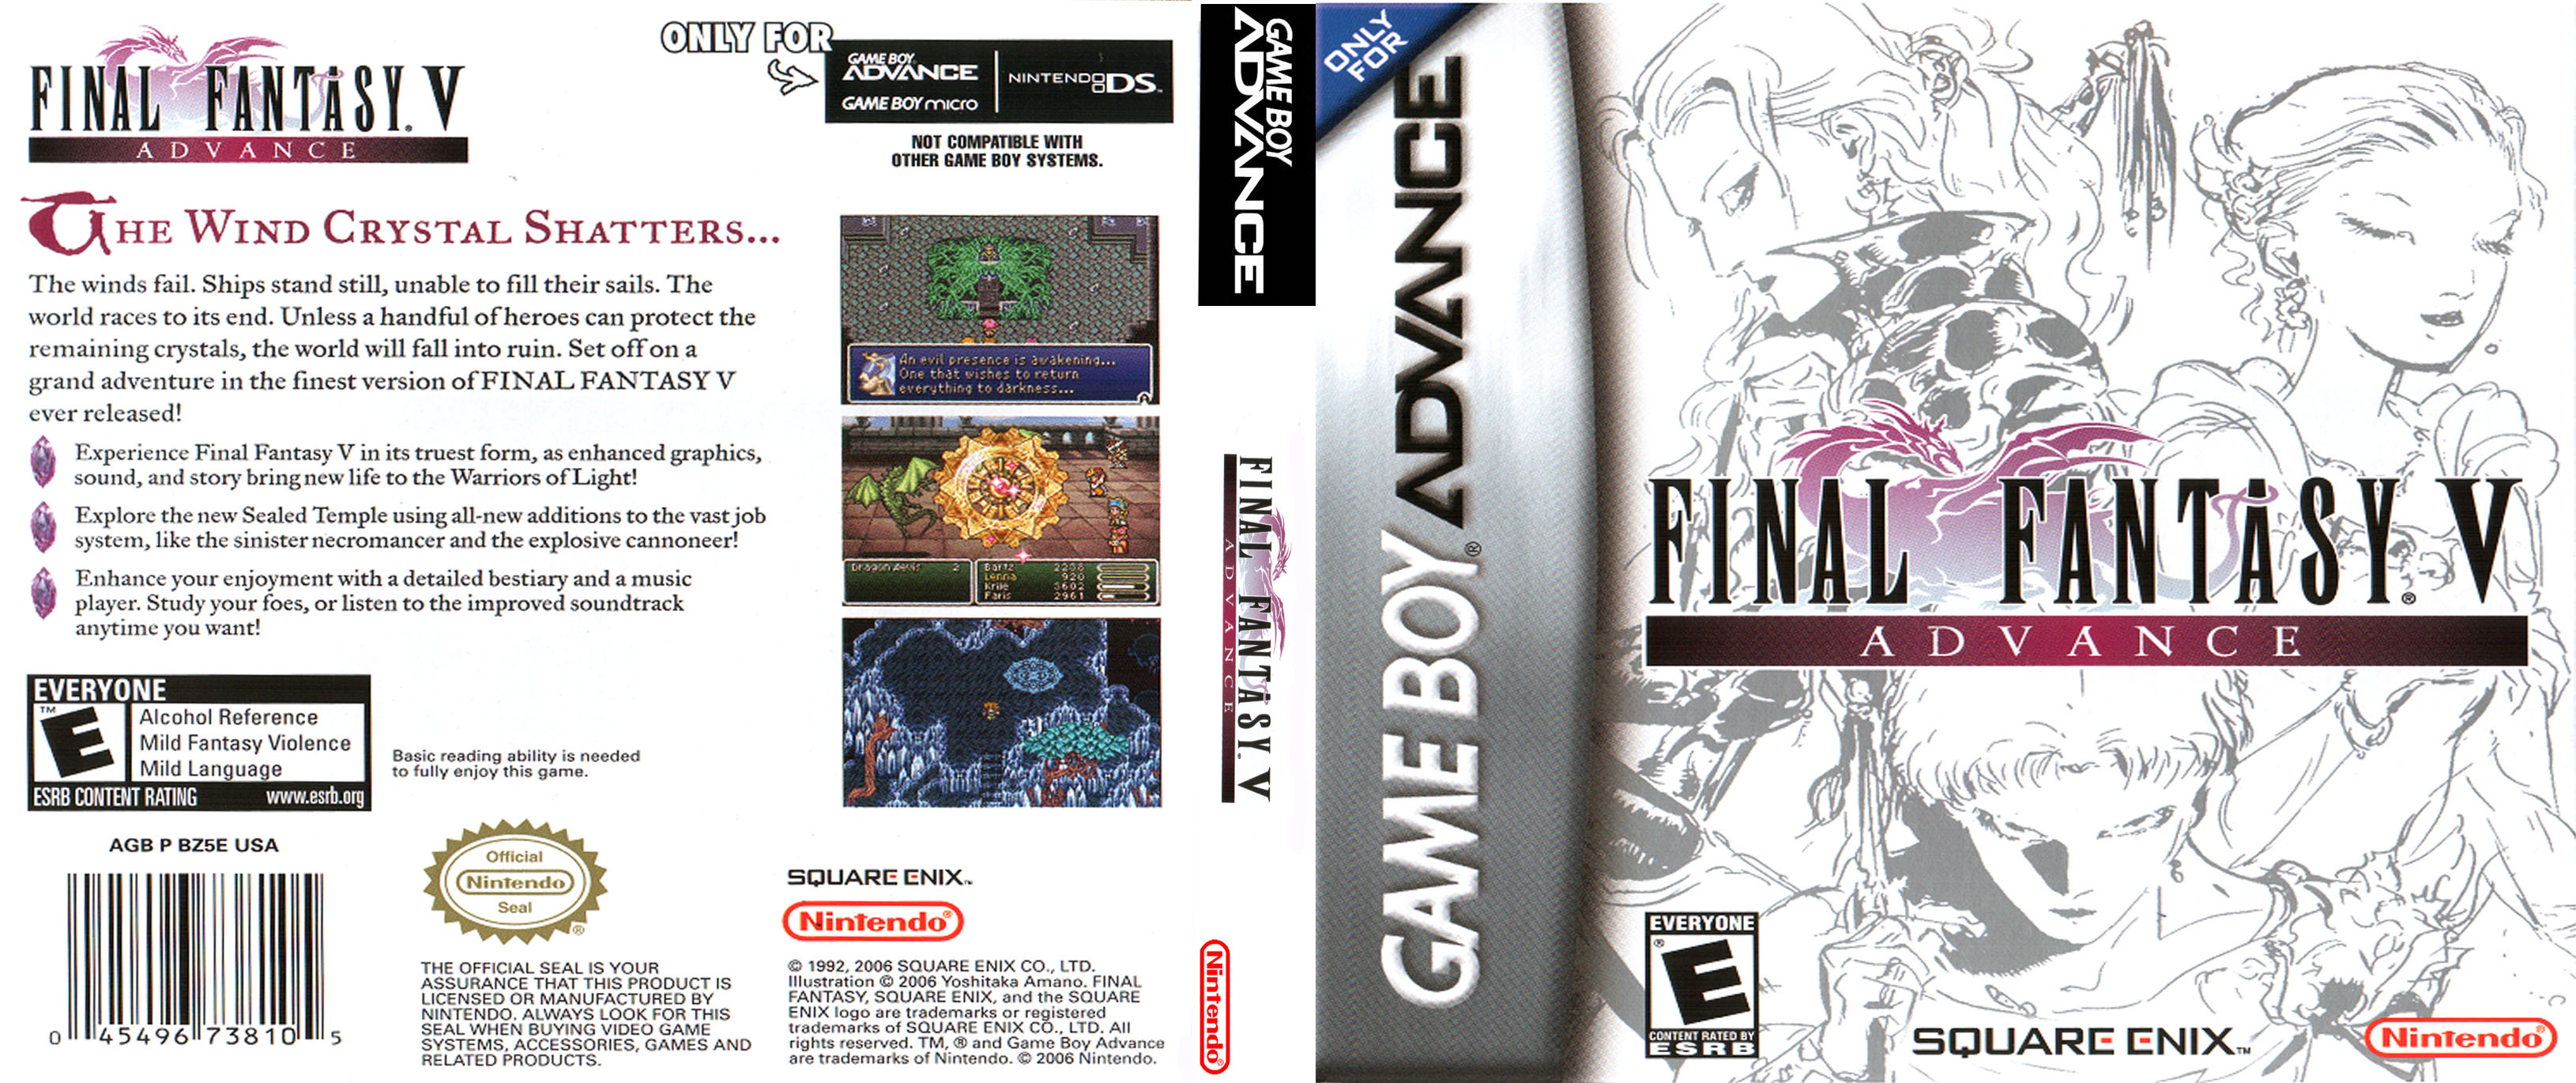 FINAL FANTASY® V
ADVANCE
ONLY FOR
GAME BOY
ADVANCE
GAME BOY micro
NINTENDO DS™
NOT COMPATIBLE WITH
OTHER GAME BOY SYSTEMS.
THE WIND CRYSTAL SHATTERS...
The winds fail. Ships stand still, unable to fill their sails. The
world races to its end. Unless a handful of heroes can protect the
remaining crystals, the world will fall into ruin. Set off on a
grand adventure in the finest version of FINAL FANTASY V
ever released!
Experience Final Fantasy V in its truest form, as enhanced graphics,
sound, and story bring new life to the Warriors of Light!
Explore the new Sealed Temple using all-new additions to the vast job
system, like the sinister necromancer and the explosive cannoneer!
Enhance your enjoyment with a detailed bestiary and a music
player. Study your foes, or listen to the improved soundtrack
anytime you want!
An evil presence is awakening...
One that wishes to return
everything to darkness...
Dragon Aevis 2
Bartz 2238
Lenna 920
Krile 3602
Faris 2961
EVERYONE
™
E
Alcohol Reference
Mild Fantasy Violence
Mild Language
ESRB CONTENT RATING www.esrb.org
Basic reading ability is needed
to fully enjoy this game.
AGB P BZ5E USA
0 45496 73810 5
Official
Nintendo
Seal
®
THE OFFICIAL SEAL IS YOUR
ASSURANCE THAT THIS PRODUCT IS
LICENSED OR MANUFACTURED BY
NINTENDO. ALWAYS LOOK FOR THIS
SEAL WHEN BUYING VIDEO GAME
SYSTEMS, ACCESSORIES, GAMES AND
RELATED PRODUCTS.
SQUARE ENIX™
Nintendo®
© 1992, 2006 SQUARE ENIX CO., LTD.
Illustration © 2006 Yoshitaka Amano. FINAL
FANTASY, SQUARE ENIX, and the SQUARE
ENIX logo are trademarks or registered
trademarks of SQUARE ENIX CO., LTD. All
rights reserved. TM, ® and Game Boy Advance
are trademarks of Nintendo. © 2006 Nintendo.
GAME BOY
ADVANCE
FINAL FANTASY. V
ADVANCE
Nintendo®
ONLY
FOR
GAME BOY® ADVANCE
FINAL FANTASY® V
ADVANCE
EVERYONE
®
E
CONTENT RATED BY
ESRB
SQUARE ENIX™
Nintendo®